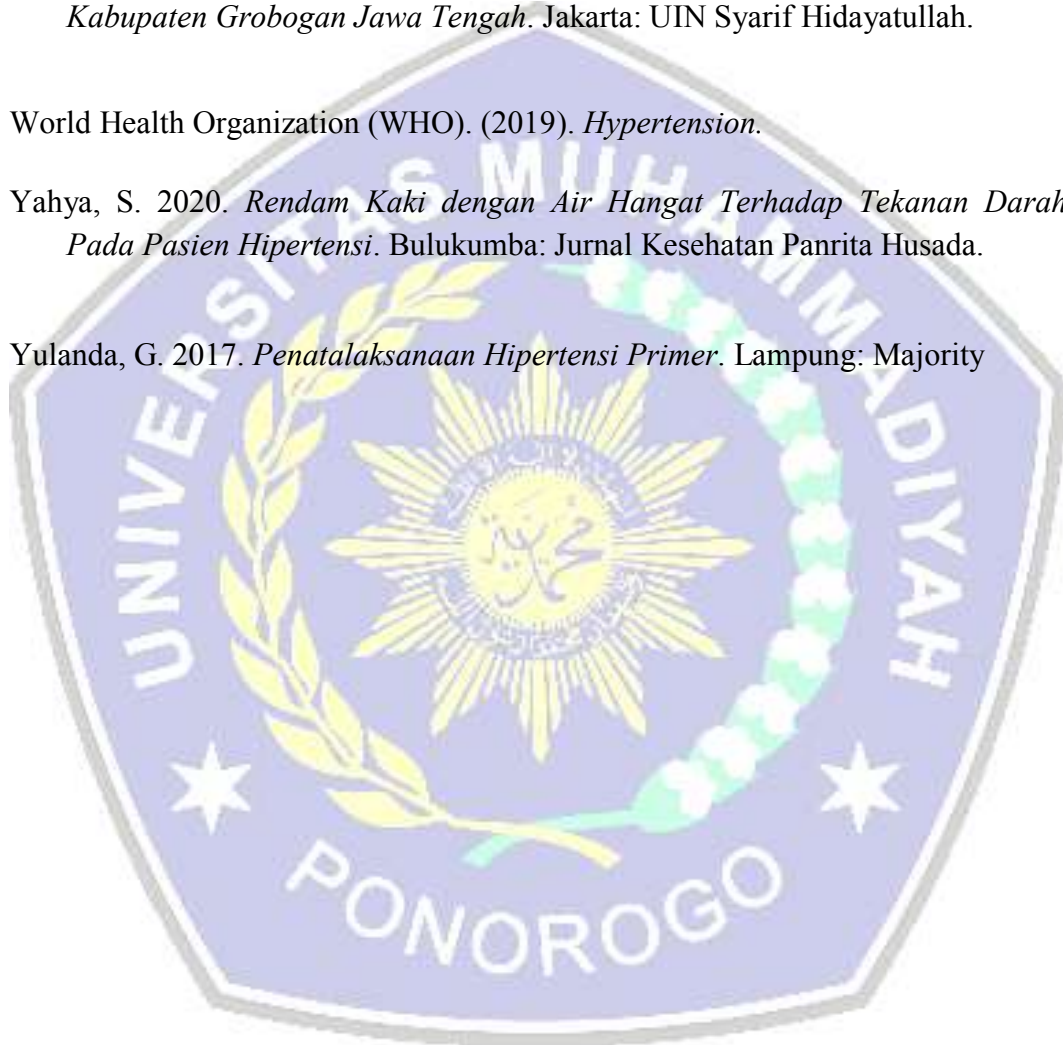 Kabupaten Grobogan Jawa Tengah. Jakarta: UIN Syarif Hidayatullah.
World Health Organization (WHO). (2019). Hypertension.
Yahya, S. 2020. Rendam Kaki dengan Air Hangat Terhadap Tekanan Darah
Pada Pasien Hipertensi. Bulukumba: Jurnal Kesehatan Panrita Husada.
Yulanda, G. 2017. Penatalaksanaan Hipertensi Primer. Lampung: Majority
UNIVERSITAS MUHAMMADIYAH
PONOROGO